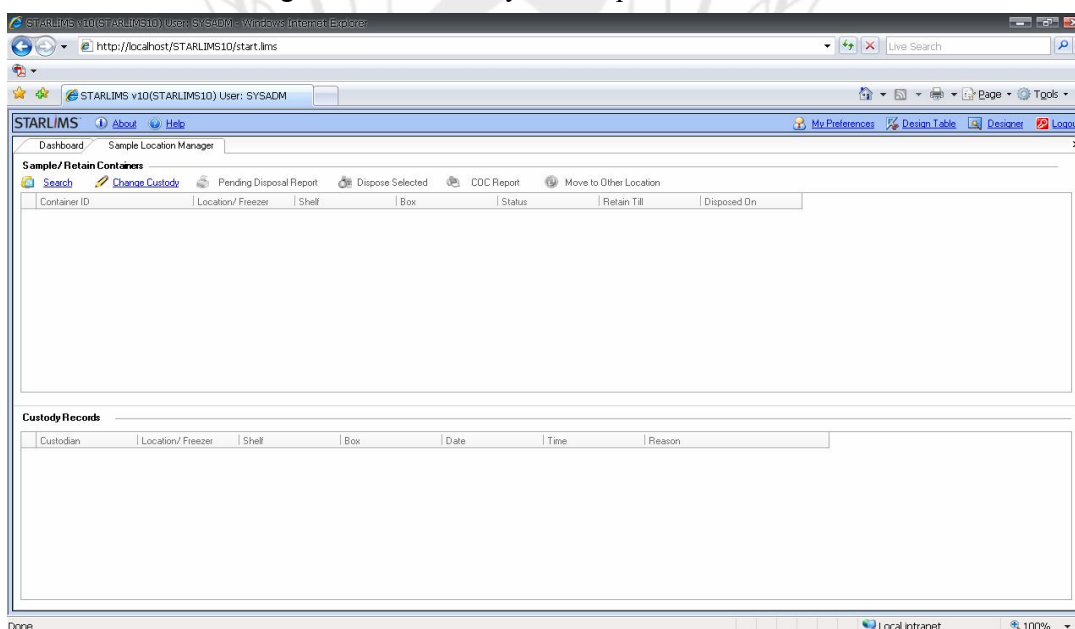 STARLIMS v10(STARLIMS10) User: SYSADM - Windows Internet Explorer
http://localhost/STARLIMS10/start.lims
Live Search
STARLIMS v10(STARLIMS10) User: SYSADM
Page Tools
STARLIMS About Help My Preferences Design Table Designer Logou
Dashboard Sample Location Manager
Sample/Retain Containers
Search Change Custody Pending Disposal Report Dispose Selected COC Report Move to Other Location
Container ID Location/ Freezer Shelf Box Status Retain Till Disposed On
Custody Records
Custodian Location/ Freezer Shelf Box Date Time Reason
Done Local intranet 100%